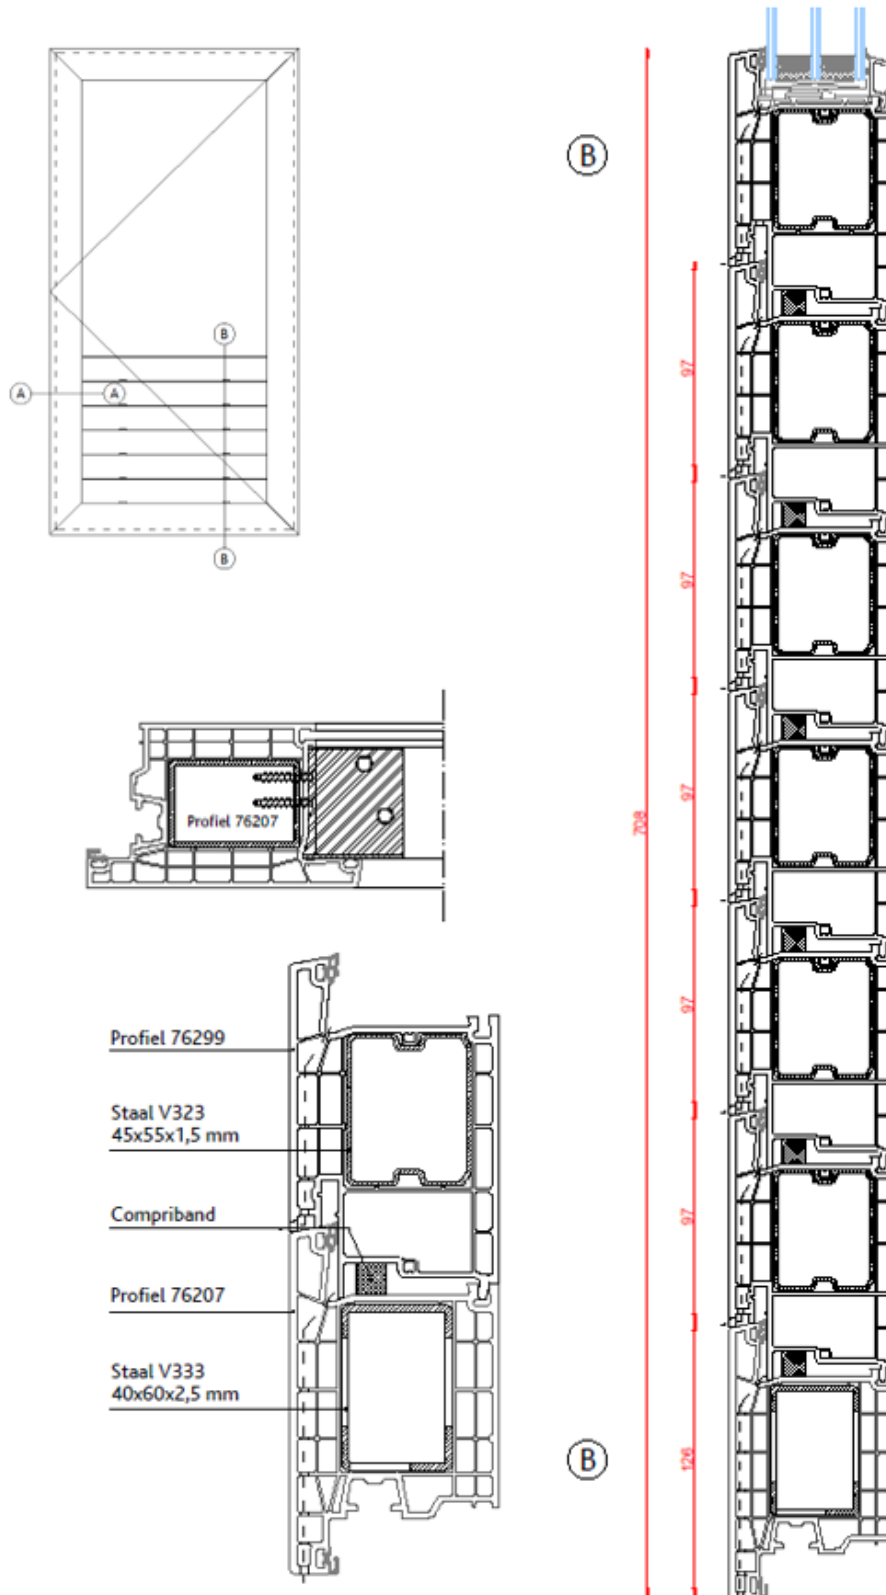 B
B
A
A
B
97
97
97
Profiel 76207
708
97
Profiel 76299
97
Staal V323
45x55x1,5 mm
Compriband
97
Profiel 76207
Staal V333
40x60x2,5 mm
B
126